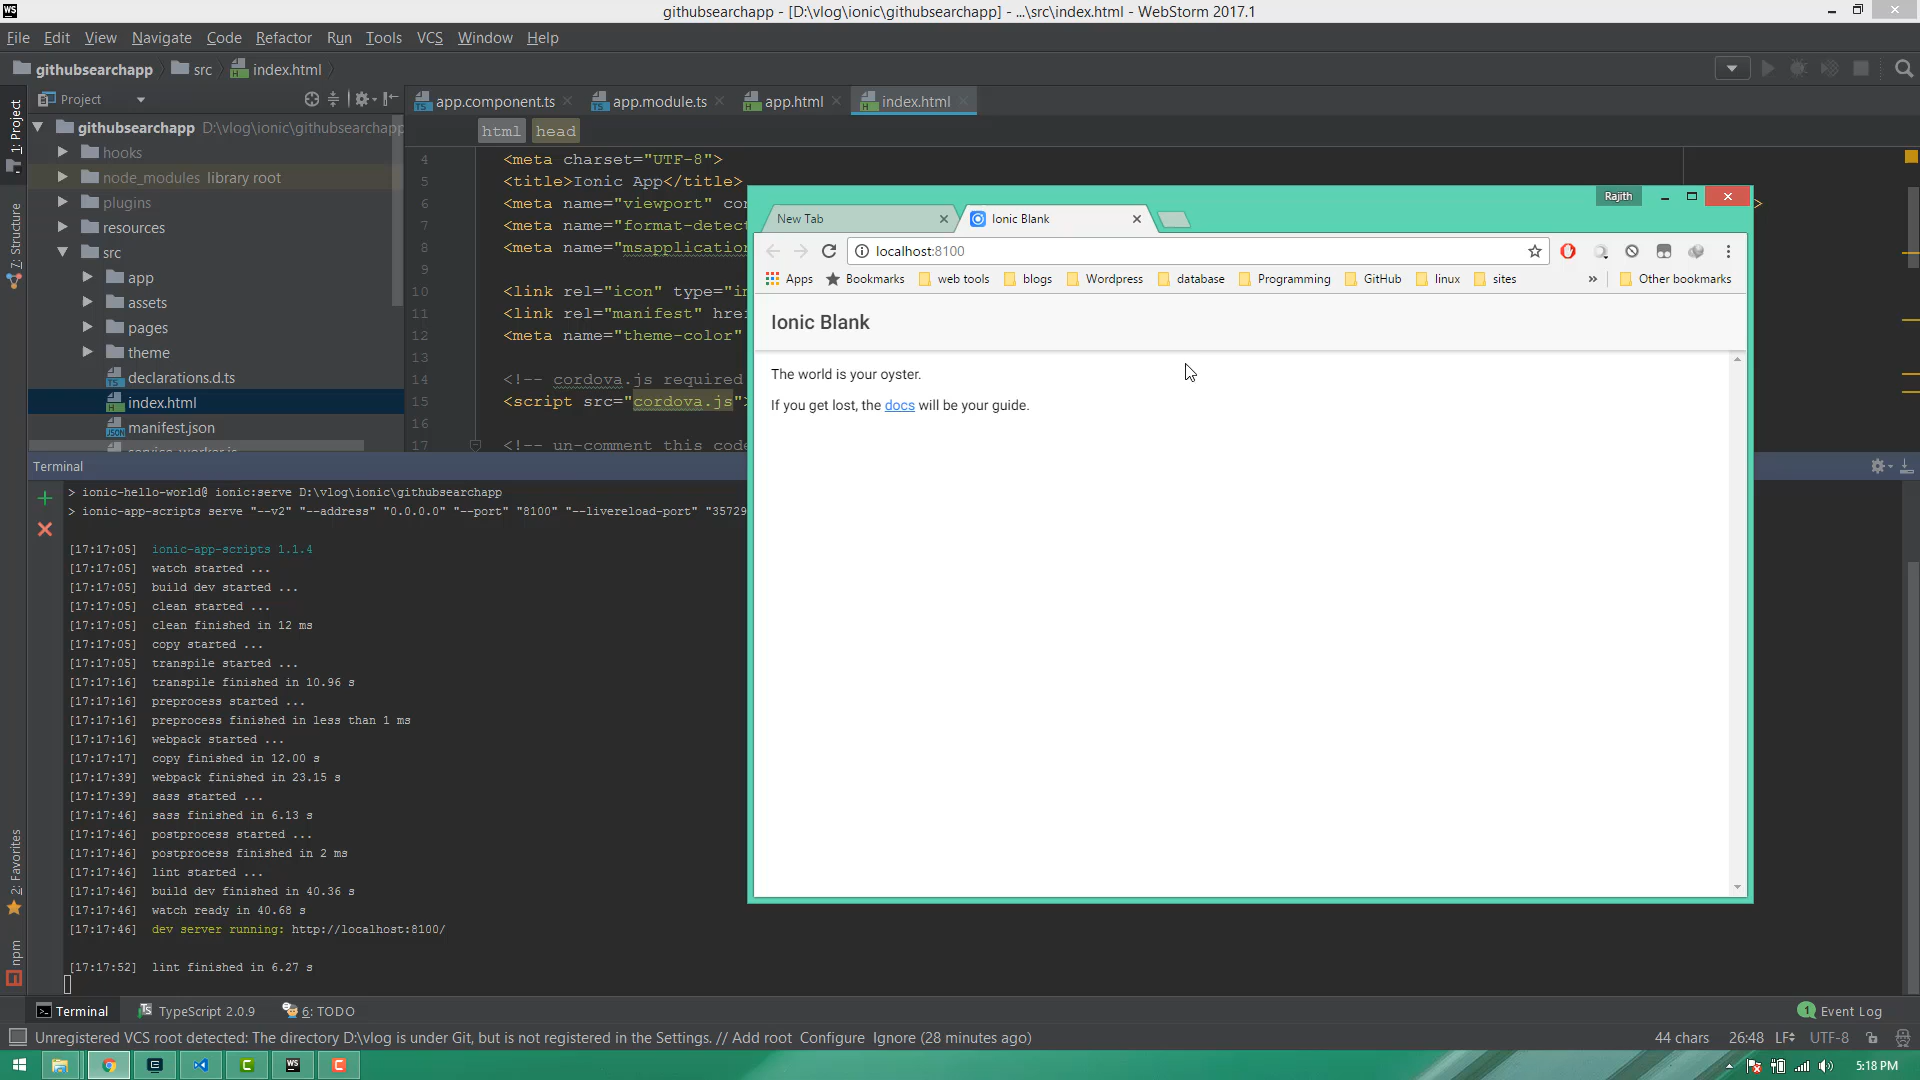 githubsearchapp - [D:\vlog\ionic\githubsearchapp] - ...\src\index.html - WebStorm 2017.1
File Edit View Navigate Code Refactor Tools Run VCS Window Help
githubsearchapp src index.html
Project
app.component.ts app.module.ts app.html index.html
1: Project
githubsearchapp D:\vlog\ionic\githubsearchapp
html head
hooks
node_modules library root
plugins
resources
src
app
assets
pages
theme
declarations.d.ts
index.html
manifest.json
7: Structure
4 <meta charset="UTF-8">
5 <title>Ionic App</title>
6 <meta name="viewport" cor
7 <meta name="format-detect
8 <meta name="msapplication
9
10 <link rel="icon" type="im
11 <link rel="manifest" href
12 <meta name="theme-color"
13
14 <!-- cordova.js required
15 <script src="cordova.js">
16
17 <!-- un-comment this code
Rajith
New Tab Ionic Blank
localhost:8100
Apps Bookmarks web tools blogs Wordpress database Programming GitHub linux sites » Other bookmarks
Ionic Blank
The world is your oyster.
If you get lost, the docs will be your guide.
Terminal
> ionic-hello-world@ ionic:serve D:\vlog\ionic\githubsearchapp
> ionic-app-scripts serve "--v2" "--address" "0.0.0.0" "--port" "8100" "--livereload-port" "35729
[17:17:05] ionic-app-scripts 1.1.4
[17:17:05] watch started ...
[17:17:05] build dev started ...
[17:17:05] clean started ...
[17:17:05] clean finished in 12 ms
[17:17:05] copy started ...
[17:17:05] transpile started ...
[17:17:16] transpile finished in 10.96 s
[17:17:16] preprocess started ...
[17:17:16] preprocess finished in less than 1 ms
[17:17:16] webpack started ...
[17:17:17] copy finished in 12.00 s
[17:17:39] webpack finished in 23.15 s
[17:17:39] sass started ...
[17:17:46] sass finished in 6.13 s
[17:17:46] postprocess started ...
[17:17:46] postprocess finished in 2 ms
[17:17:46] lint started ...
[17:17:46] build dev finished in 40.36 s
[17:17:46] watch ready in 40.68 s
[17:17:46] dev server running: http://localhost:8100/
[17:17:52] lint finished in 6.27 s
2: Favorites
npm
Terminal TypeScript 2.0.9 6: TODO 1 Event Log
Unregistered VCS root detected: The directory D:\vlog is under Git, but is not registered in the Settings. // Add root Configure Ignore (28 minutes ago) 44 chars 26:48 LF UTF-8
5:18 PM